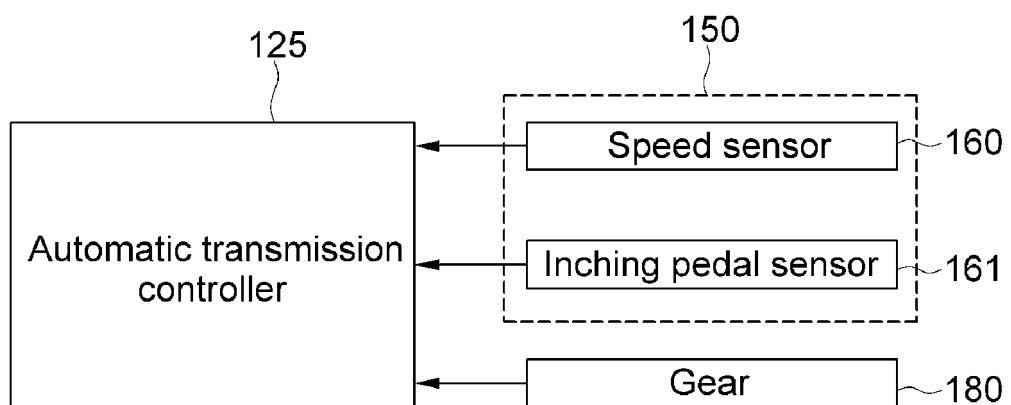 125
150
Speed sensor
160
Automatic transmission
controller
Inching pedal sensor
161
Gear
180